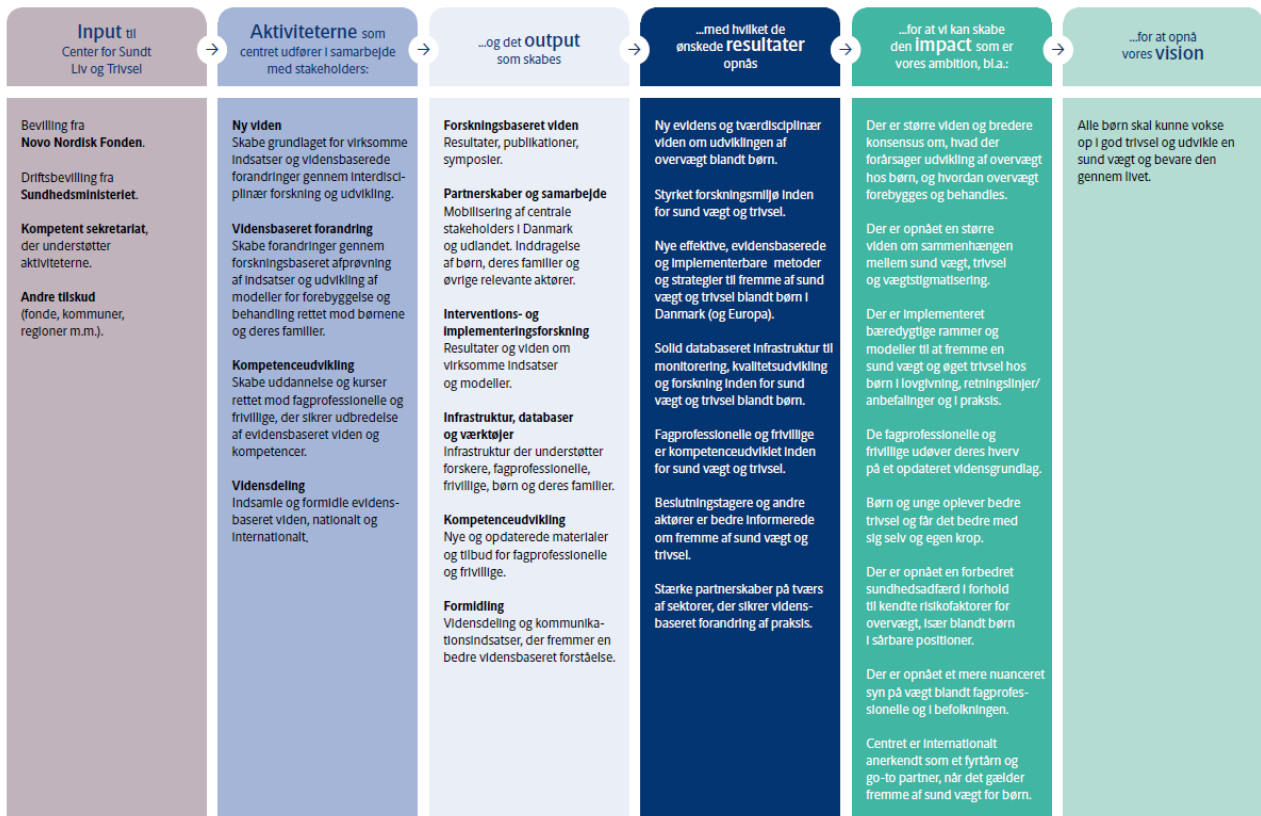 Input til
Center for Sundt
Liv og Trivsel
Bevilling fra
Novo Nordisk Fonden.
Driftsbevilling fra
Sundhedsministeriet.
Kompetent sekretariat,
der understøtter
aktiviteterne.
Andre tilskud
(fonde, kommuner,
regioner m.m.).
Aktiviteterne som
centret udfører i samarbejde
med stakeholders:
Ny viden
Skabe grundlaget for virksomme
indsatser og vidensbaserede
forandringer gennem interdisci-
plinær forskning og udvikling.
Vidensbaseret forandring
Skabe forandringer gennem
forskningsbaseret afprøvning
af indsatser og udvikling af
modeller for forebyggelse og
behandling rettet mod børnene
og deres familier.
Kompetenceudvikling
Skabe uddannelse og kurser
rettet mod fagprofessionelle og
frivillige, der sikrer udbredelse
af evidensbaseret viden og
kompetencer.
Vidensdeling
Indsamle og formidle evidens-
baseret viden, nationalt og
internationalt,
...og det output
som skabes
Forskningsbaseret viden
Resultater, publikationer,
symposier.
Partnerskaber og samarbejde
Mobilisering af centrale
stakeholders i Danmark
og udlandet. Inddragelse
af børn, deres familier og
øvrige relevante aktører.
Interventions- og
implementeringsforskning
Resultater og viden om
virksomme indsatser
og modeller.
Infrastruktur, databaser
og værktøjer
Infrastruktur der understøtter
forskere, fagprofessionelle,
frivillige, børn og deres familier.
Kompetenceudvikling
Nye og opdaterede materialer
og tilbud for fagprofessionelle
og frivillige.
Formidling
Vidensdeling og kommunika-
tionsindsatser, der fremmer en
bedre vidensbaseret forståelse.
...med hvilket de
ønskede resultater
opnås
Ny evidens og tværdisciplinær
viden om udviklingen af
overvægt blandt børn.
Styrket forskningsmiljø inden
for sund vægt og trivsel.
Nye effektive, evidensbaserede
og implementerbare metoder
og strategier til fremme af sund
vægt og trivsel blandt børn i
Danmark (og Europa).
Solid databaseret infrastruktur til
monitorering, kvalitetsudvikling
og forskning inden for sund
vægt og trivsel blandt børn.
Fagprofessionelle og frivillige
er kompetenceudviklet inden
for sund vægt og trivsel.
Beslutningstagere og andre
aktører er bedre informerede
om fremme af sund vægt og
trivsel.
Stærke partnerskaber på tværs
af sektorer, der sikrer videns-
baseret forandring af praksis.
...for at vi kan skabe
den impact som er
vores ambition, bl.a.:
Der er større viden og bredere
konsensus om, hvad der
forårsager udvikling af overvægt
hos børn, og hvordan overvægt
forebygges og behandles.
Der er opnået en større
viden om sammenhængen
mellem sund vægt, trivsel
og vægtstigmatisering.
Der er implementeret
bæredygtige rammer og
modeller til at fremme en
sund vægt og øget trivsel hos
børn i lovgivning, retningslinjer/
anbefalinger og i praksis.
De fagprofessionelle og
frivillige udøver deres hverv
på et opdateret vidensgrundlag.
Børn og unge oplever bedre
trivsel og får det bedre med
sig selv og egen krop.
Der er opnået en forbedret
sundhedsadfærd i forhold
til kendte risikofaktorer for
overvægt, især blandt børn
i sårbare positioner.
Der er opnået et mere nuanceret
syn på vægt blandt fagprofes-
sionelle og i befolkningen.
Centret er internationalt
anerkendt som et fyrtårn og
go-to partner, når det gælder
fremme af sund vægt for børn.
...for at opnå
vores vision
Alle børn skal kunne vokse
op i god trivsel og udvikle en
sund vægt og bevare den
gennem livet.